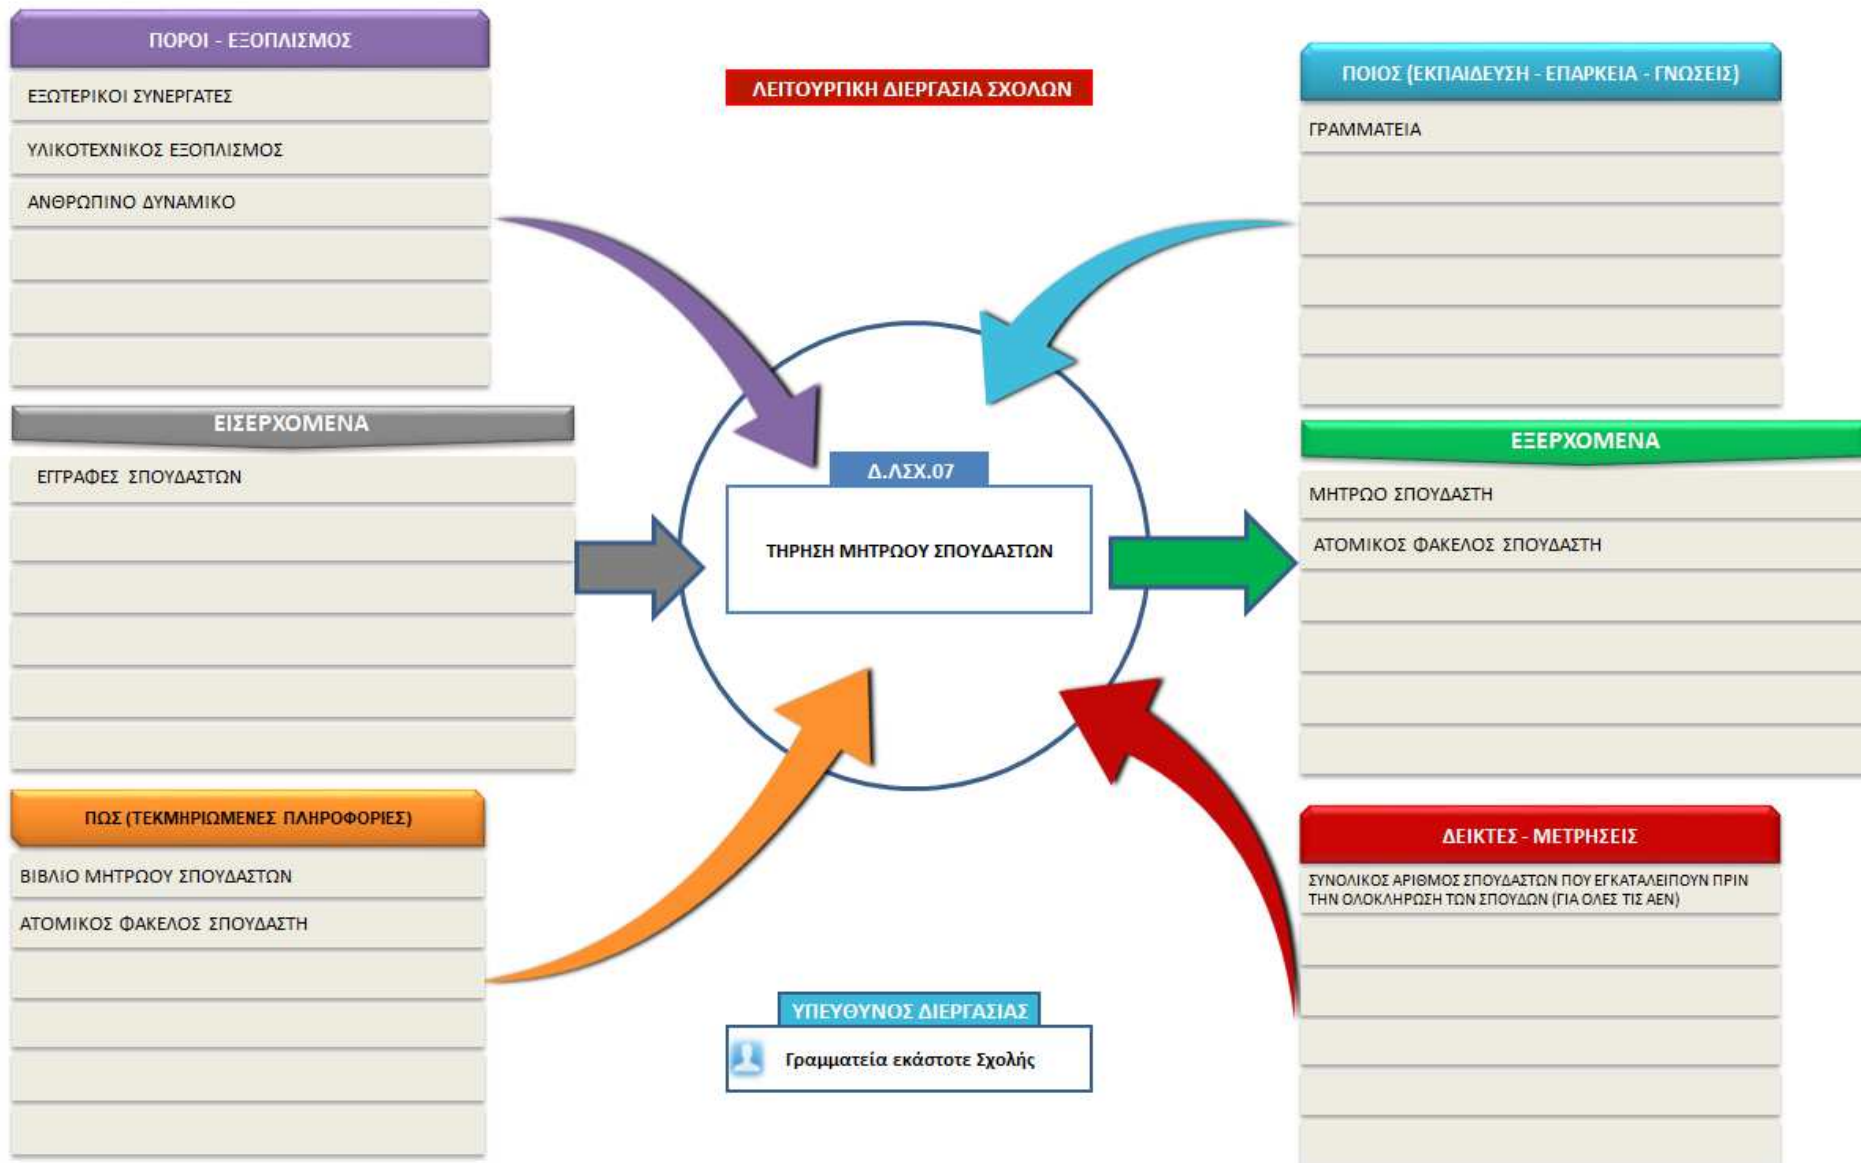 ΠΟΡΟΙ - ΕΞΟΠΛΙΣΜΟΣ
ΕΞΩΤΕΡΙΚΟΙ ΣΥΝΕΡΓΑΤΕΣ
ΥΛΙΚΟΤΕΧΝΙΚΟΣ ΕΞΟΠΛΙΣΜΟΣ
ΑΝΘΡΩΠΙΝΟ ΔΥΝΑΜΙΚΟ
ΕΙΣΕΡΧΟΜΕΝΑ
ΕΓΓΡΑΦΕΣ ΣΠΟΥΔΑΣΤΩΝ
ΠΩΣ (ΤΕΚΜΗΡΙΩΜΕΝΕΣ ΠΛΗΡΟΦΟΡΙΕΣ)
ΒΙΒΛΙΟ ΜΗΤΡΩΟΥ ΣΠΟΥΔΑΣΤΩΝ
ΑΤΟΜΙΚΟΣ ΦΑΚΕΛΟΣ ΣΠΟΥΔΑΣΤΗ
ΛΕΙΤΟΥΡΓΙΚΗ ΔΙΕΡΓΑΣΙΑ ΣΧΟΛΩΝ
Δ.ΛΣΧ.07
ΤΗΡΗΣΗ ΜΗΤΡΩΟΥ ΣΠΟΥΔΑΣΤΩΝ
ΥΠΕΥΘΥΝΟΣ ΔΙΕΡΓΑΣΙΑΣ
Γραμματεία εκάστοτε Σχολής
ΠΟΙΟΣ (ΕΚΠΑΙΔΕΥΣΗ - ΕΠΑΡΚΕΙΑ - ΓΝΩΣΕΙΣ)
ΓΡΑΜΜΑΤΕΙΑ
ΕΞΕΡΧΟΜΕΝΑ
ΜΗΤΡΩΟ ΣΠΟΥΔΑΣΤΗ
ΑΤΟΜΙΚΟΣ ΦΑΚΕΛΟΣ ΣΠΟΥΔΑΣΤΗ
ΔΕΙΚΤΕΣ - ΜΕΤΡΗΣΕΙΣ
ΣΥΝΟΛΙΚΟΣ ΑΡΙΘΜΟΣ ΣΠΟΥΔΑΣΤΩΝ ΠΟΥ ΕΓΚΑΤΑΛΕΙΠΟΥΝ ΠΡΙΝ
ΤΗΝ ΟΛΟΚΛΗΡΩΣΗ ΤΩΝ ΣΠΟΥΔΩΝ (ΓΙΑ ΟΛΕΣ ΤΙΣ ΑΕΝ)